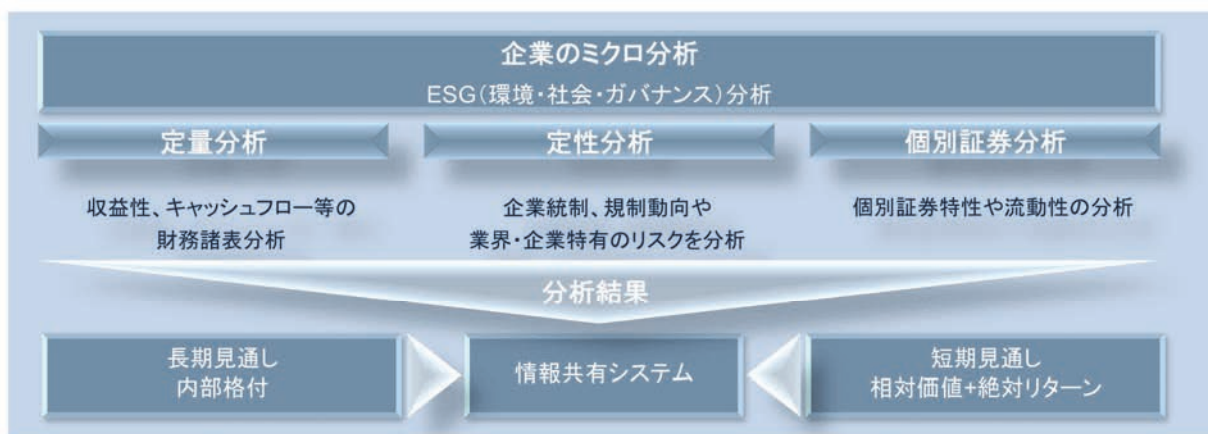 企業のミクロ分析
ESG(環境・社会・ガバナンス)分析
定量分析
収益性、キャッシュフロー等の
財務諸表分析
定性分析
企業統制、規制動向や
業界・企業特有のリスクを分析
個別証券分析
個別証券特性や流動性の分析
分析結果
長期見通し
内部格付
情報共有システム
短期見通し
相対価値+絶対リターン